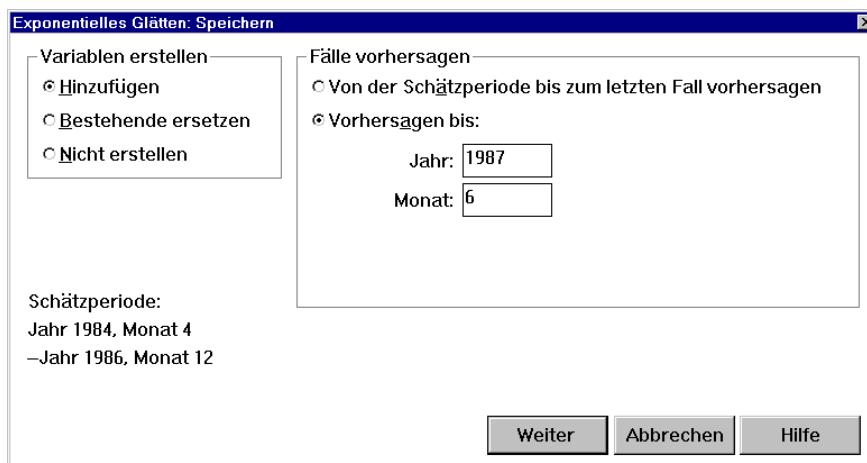 Exponentielles Glätten: Speichern
Variablen erstellen
Hinzufügen
Bestehende ersetzen
Nicht erstellen
Fälle vorhersagen
Von der Schätzperiode bis zum letzten Fall vorhersagen
Vorhersagen bis:
Jahr: 1987
Monat: 6
Schätzperiode:
Jahr 1984, Monat 4
–Jahr 1986, Monat 12
Weiter Abbrechen Hilfe